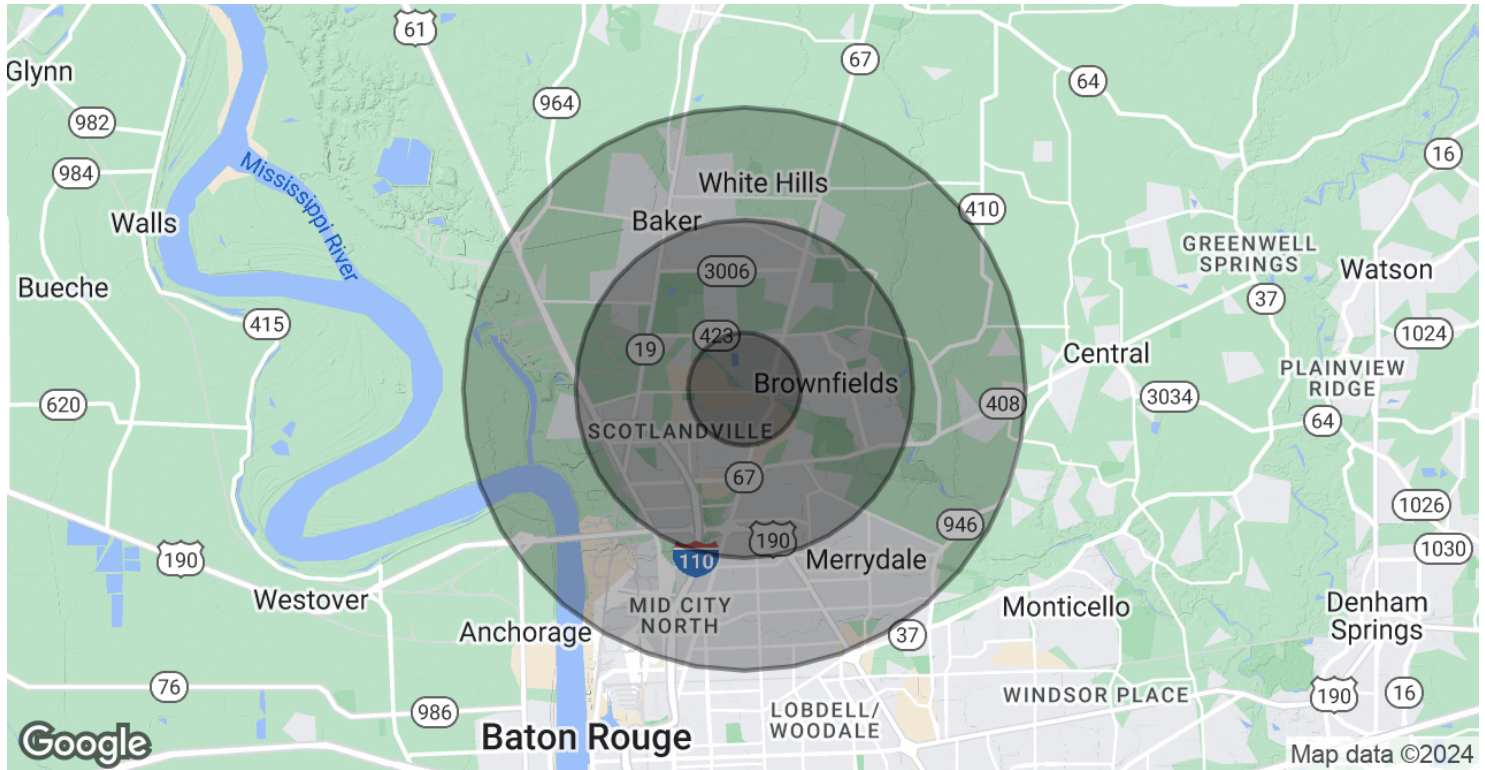 61
Glynn
67
64
964
982
16
984
Mississippi River
White Hills
410
Walls
Baker
GREENWELL
SPRINGS
3006
Watson
Bueche
37
415
423
1024
19
Central
PLAINVIEW
RIDGE
Brownfields
620
408
3034
64
SCOTLANDVILLE
67
1026
946
190
190
1030
110
Merrydale
Westover
MID CITY
NORTH
Monticello
Denham
Springs
Anchorage
37
76
WINDSOR PLACE
190
16
986
LOBDELL/
WOODALE
Baton Rouge
Google
Map data ©2024